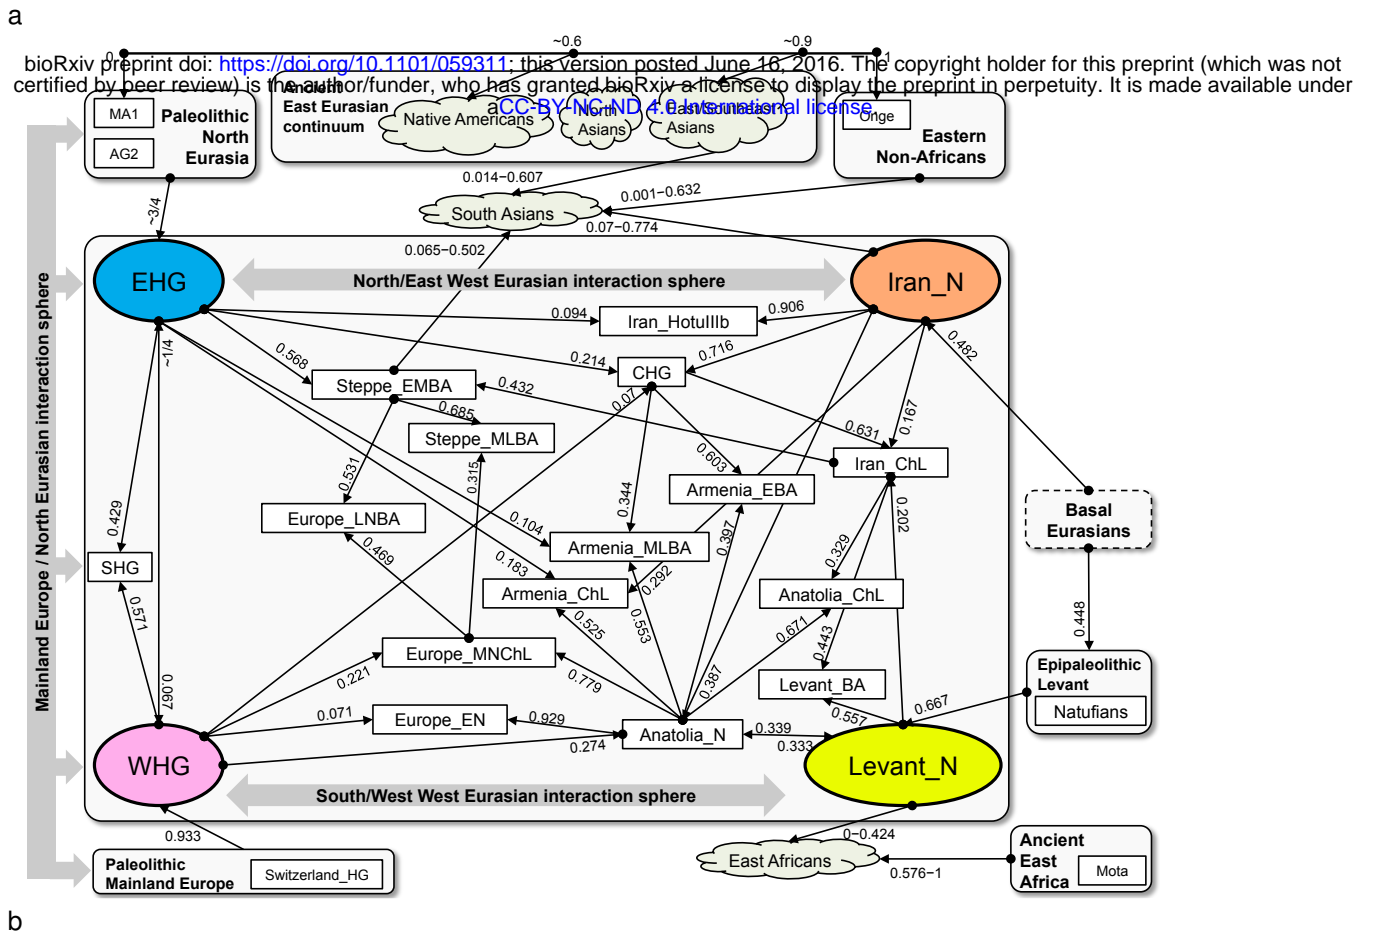 a
0
~0.6
~0.9
1
bioRxiv preprint doi: https://doi.org/10.1101/059311; this version posted June 16, 2016. The copyright holder for this preprint (which was not
certified by peer review) is the author/funder, who has granted bioRxiv a license to display the preprint in perpetuity. It is made available under
aCC-BY-NC-ND 4.0 International license.
MA1
AG2
Paleolithic
North
Eurasia
Ancient
East Eurasian
continuum
Native Americans
North
Asians
East/Southeast
Asians
Onge
Eastern
Non-Africans
~3/4
0.014−0.607
0.001−0.632
South Asians
0.07−0.774
0.065−0.502
Mainland Europe / North Eurasian interaction sphere
EHG
North/East West Eurasian interaction sphere
Iran_N
0.094
Iran_HotuIIIb
0.906
0.482
~1/4
0.568
0.214
CHG
0.716
Steppe_EMBA
0.432
0.07
0.167
0.685
Steppe_MLBA
0.631
Iran_ChL
0.531
0.315
0.603
Armenia_EBA
0.344
Europe_LNBA
0.104
0.397
0.202
Basal
Eurasians
0.429
0.469
Armenia_MLBA
0.329
SHG
0.183
0.292
Armenia_ChL
Anatolia_ChL
0.571
0.525
0.553
0.671
0.443
0.448
Europe_MNChL
0.221
0.779
0.387
Levant_BA
Epipaleolithic
Levant
Natufians
0.067
0.071
Europe_EN
0.929
0.557
0.667
Anatolia_N
0.339
0.333
0.274
WHG
Levant_N
South/West West Eurasian interaction sphere
0.933
0−0.424
Paleolithic
Mainland Europe
Switzerland_HG
East Africans
0.576−1
Ancient
East
Africa
Mota
b